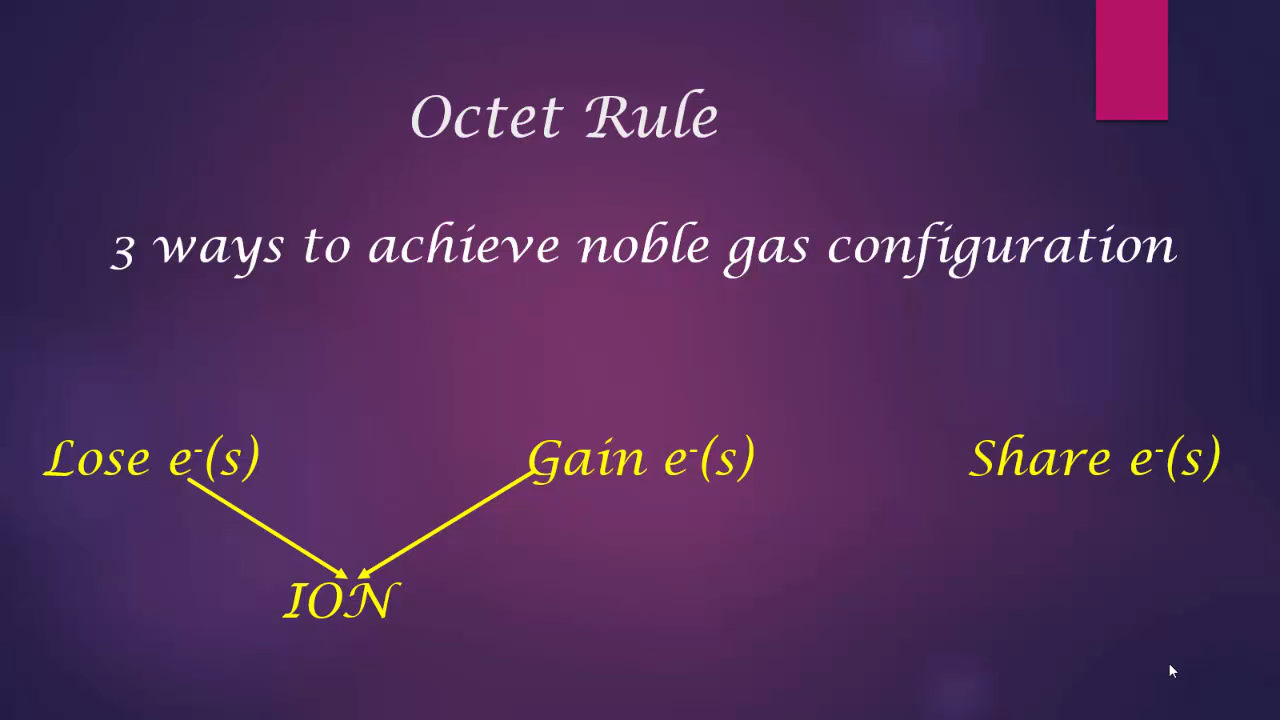 Octet Rule
3 ways to achieve noble gas configuration
Lose e⁻(s) Gain e⁻(s) Share e⁻(s)
ION